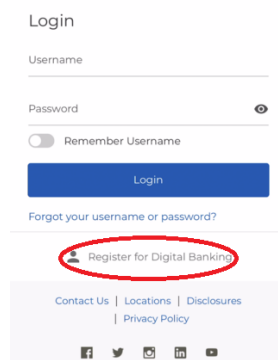 Login
Username
Password
Remember Username
Login
Forgot your username or password?
Register for Digital Banking
Contact Us | Locations | Disclosures
| Privacy Policy